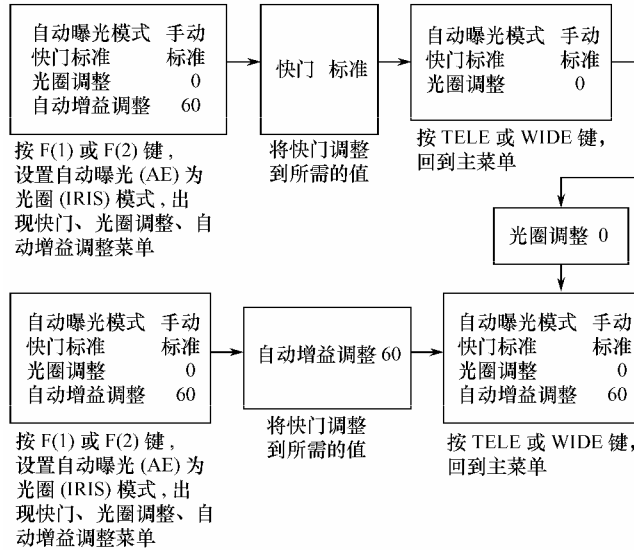 自动曝光模式 手动
快门标准 标准
光圈调整 0
自动增益调整 60
按 F(1) 或 F(2) 键，
设置自动曝光 (AE) 为
光圈 (IRIS) 模式，出
现快门、光圈调整、自
动增益调整菜单
快门 标准
将快门调整
到所需的值
自动曝光模式 手动
快门标准 标准
光圈调整 0
按 TELE 或 WIDE 键，
回到主菜单
光圈调整 0
自动曝光模式 手动
快门标准 标准
光圈调整 0
自动增益调整 60
按 F(1) 或 F(2) 键，
设置自动曝光 (AE) 为
光圈 (IRIS) 模式，出
现快门、光圈调整、自
动增益调整菜单
自动增益调整 60
将快门调整
到所需的值
自动曝光模式 手动
快门标准 标准
光圈调整 0
自动增益调整 60
按 TELE 或 WIDE 键，
回到主菜单